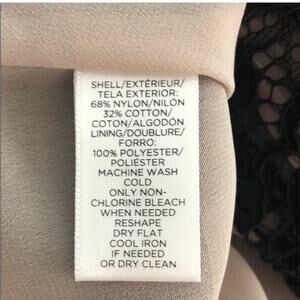 SHELL/EXTÉRIEUR/
TELA EXTERIOR:
68% NYLON/NILÓN
32% COTTON/
COTON/ALGODÓN
LINING/DOUBLURE/
FORRO:
100% POLYESTER/
POLIÉSTER
MACHINE WASH
COLD
ONLY NON-
CHLORINE BLEACH
WHEN NEEDED
RESHAPE
DRY FLAT
COOL IRON
IF NEEDED
OR DRY CLEAN